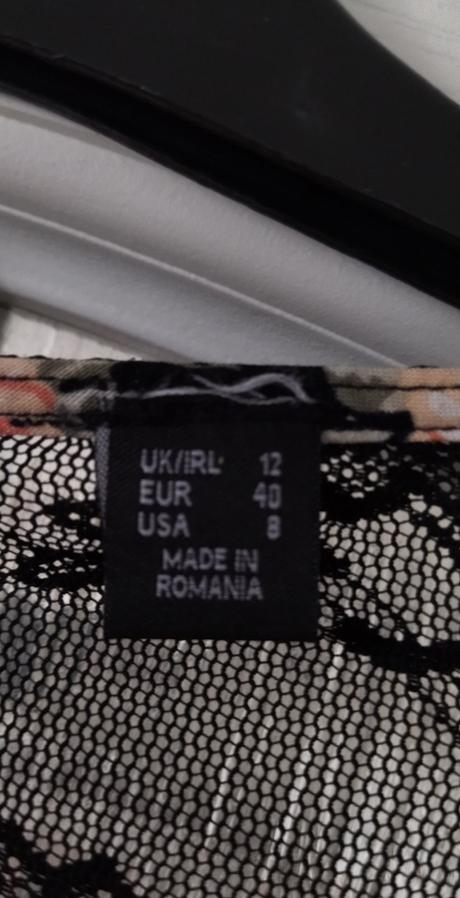 UK/IRL 12
EUR 40
USA 8
MADE IN
ROMANIA